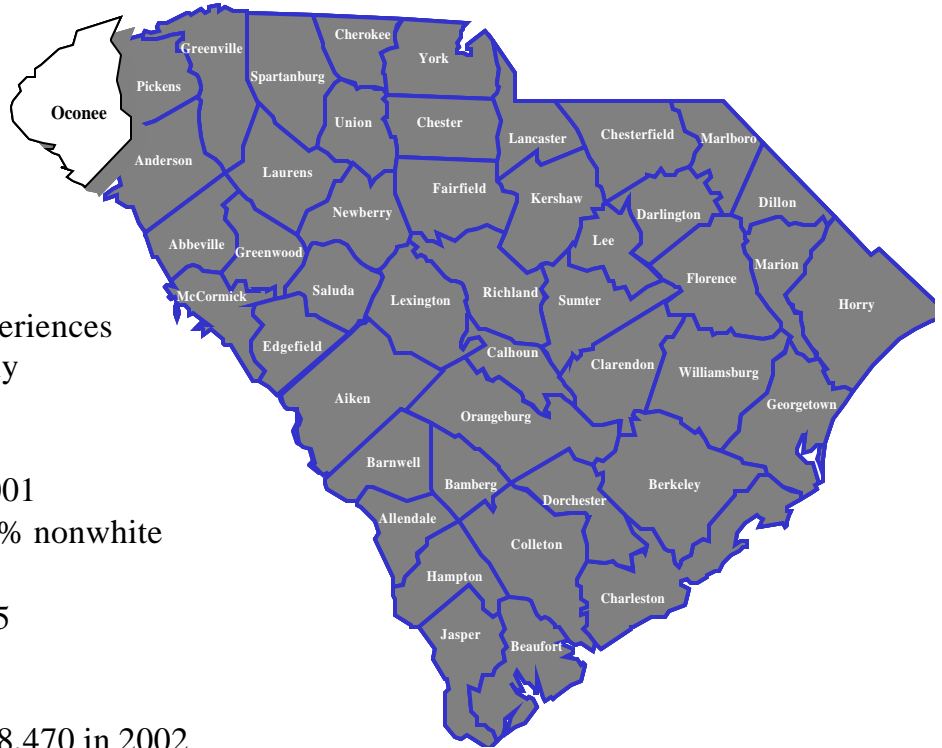 Cherokee
Greenville
York
Spartanburg
Pickens
Oconee
Union
Chester
Lancaster
Chesterfield
Marlboro
Anderson
Laurens
Fairfield
Kershaw
Dillon
Newberry
Darlington
Abbeville
Greenwood
Lee
Marion
Florence
McCormick
Saluda
Lexington
Richland
Sumter
Horry
periences
Edgefield
Calhoun
y
Clarendon
Williamsburg
Aiken
Orangeburg
Georgetown
Barnwell
Bamberg
Berkeley
001
Dorchester
% nonwhite
Allendale
Colleton
Hampton
Charleston
5
Jasper
Beaufort
8,470 in 2002